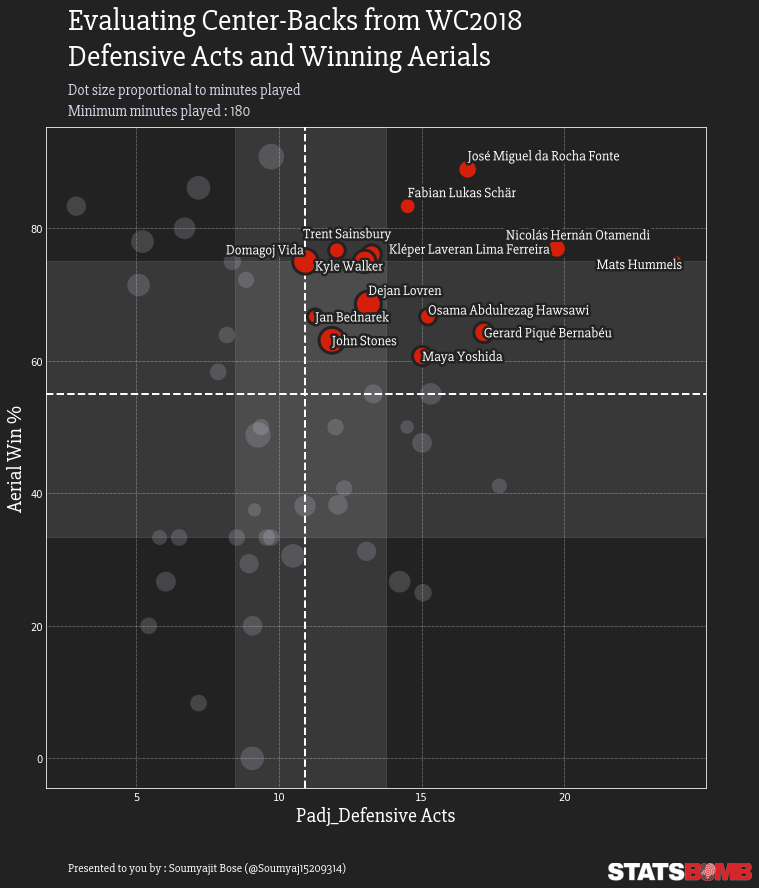 Evaluating Center-Backs from WC2018
Defensive Acts and Winning Aerials
Dot size proportional to minutes played
Minimum minutes played : 180
José Miguel da Rocha Fonte
Fabian Lukas Schär
80
Trent Sainsbury
Nicolás Hernán Otamendi
Domagoj Vida
Kléper Laveran Lima Ferreira
Kyle Walker
Mats Hummels
Dejan Lovren
Jan Bednarek
Osama Abdulrezag Hawsawi
John Stones
Gerard Piqué Bernabéu
Maya Yoshida
60
Aerial Win %
40
20
0
5 10 15 20
Padj_Defensive Acts
Presented to you by : Soumyajit Bose (@Soumyaj15209314)
STATSBOMB